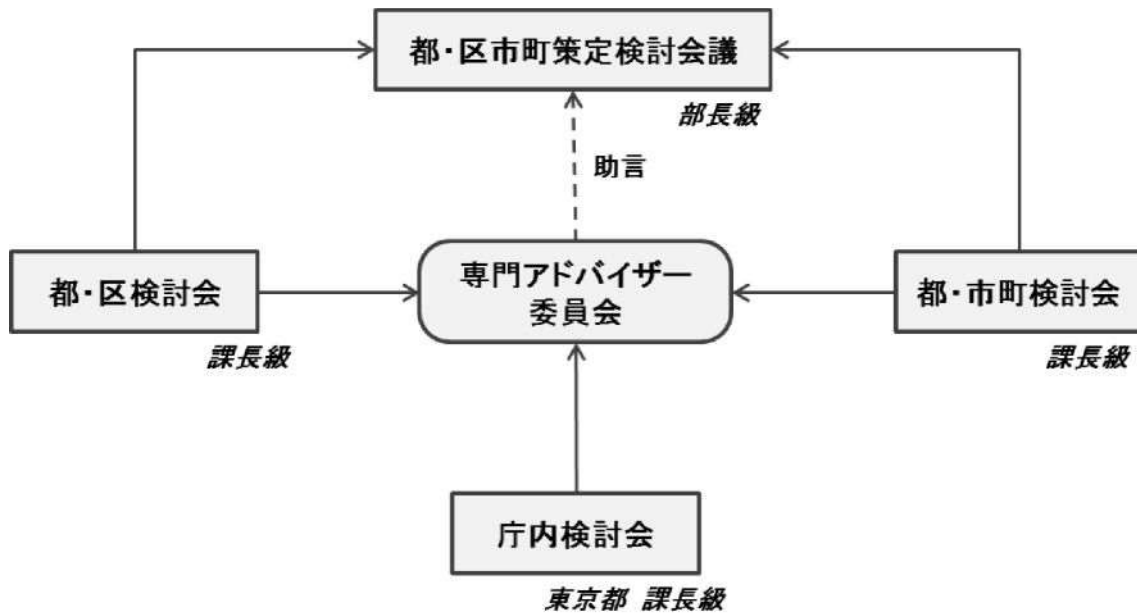 都・区市町策定検討会議
部長級
助言
都・区検討会
課長級
専門アドバイザー
委員会
都・市町検討会
課長級
庁内検討会
東京都 課長級